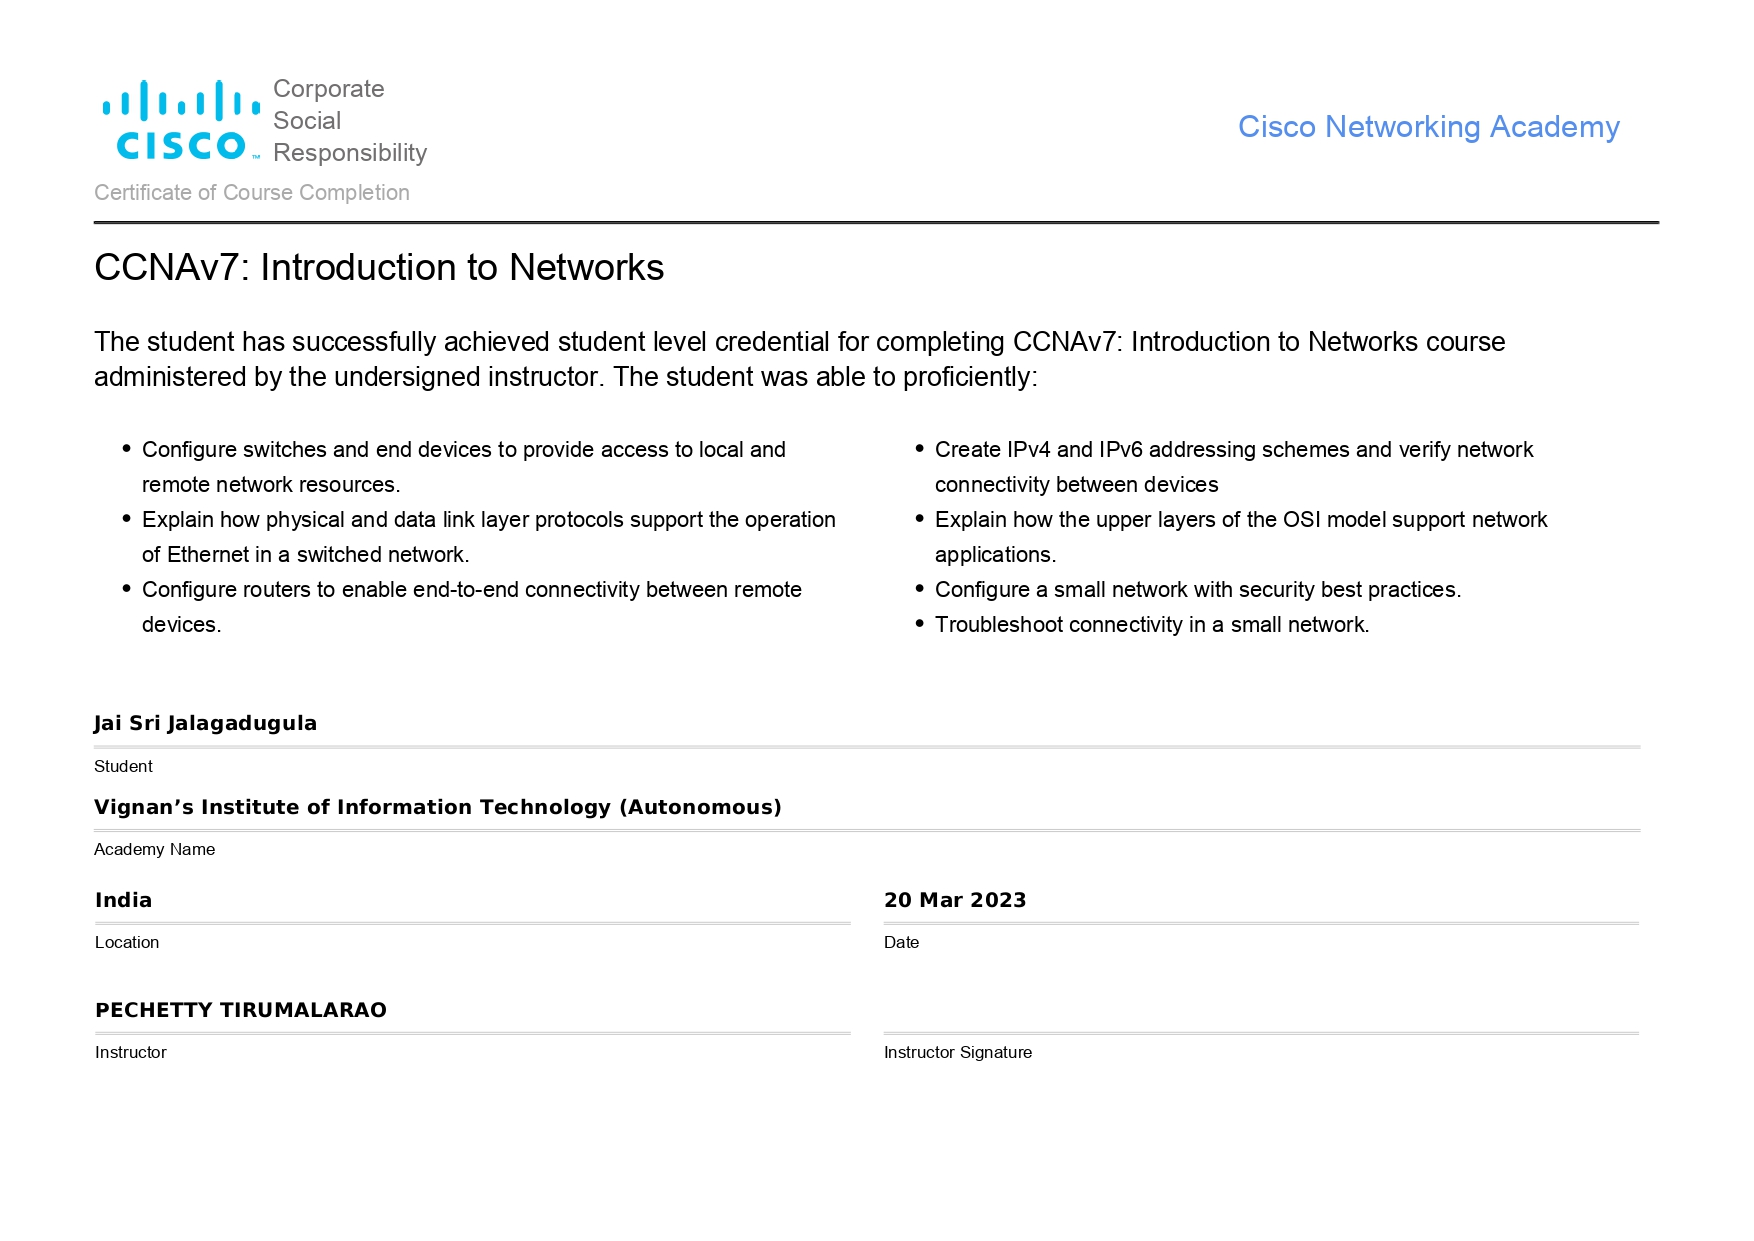 Corporate
Social
Responsibility
CISCO™
Cisco Networking Academy
Certificate of Course Completion
CCNAv7: Introduction to Networks
The student has successfully achieved student level credential for completing CCNAv7: Introduction to Networks course
administered by the undersigned instructor. The student was able to proficiently:
• Configure switches and end devices to provide access to local and
remote network resources.
• Explain how physical and data link layer protocols support the operation
of Ethernet in a switched network.
• Configure routers to enable end-to-end connectivity between remote
devices.
• Create IPv4 and IPv6 addressing schemes and verify network
connectivity between devices
• Explain how the upper layers of the OSI model support network
applications.
• Configure a small network with security best practices.
• Troubleshoot connectivity in a small network.
Jai Sri Jalagadugula
Student
Vignan’s Institute of Information Technology (Autonomous)
Academy Name
India
Location
20 Mar 2023
Date
PECHETTY TIRUMALARAO
Instructor
Instructor Signature